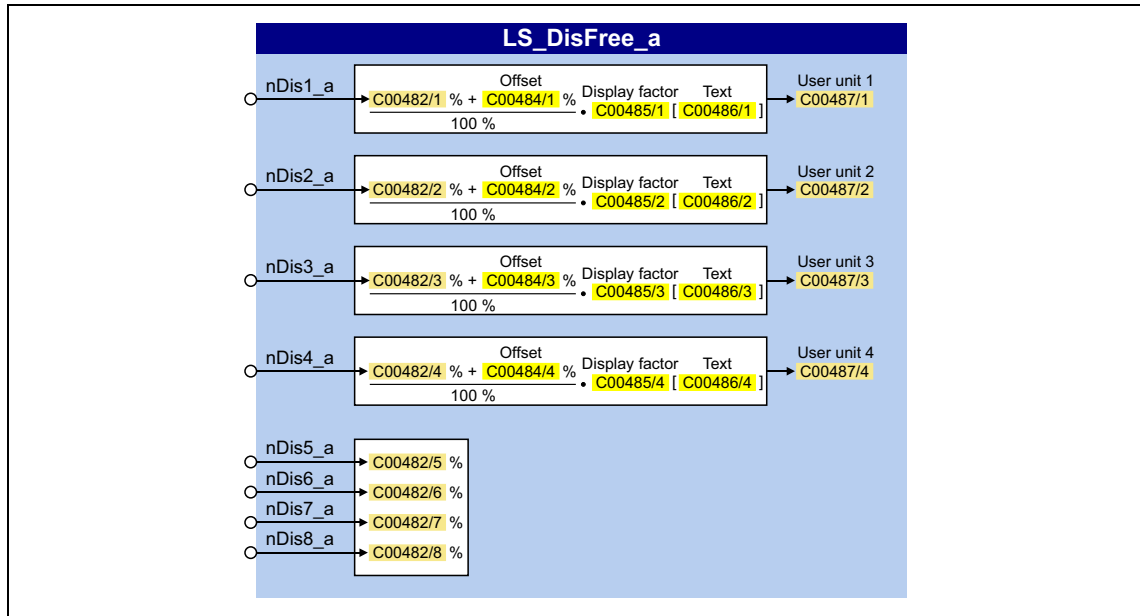 LS_DisFree_a
nDis1_a
Offset
C00482/1 % + C00484/1 % Display factor Text
100 % • C00485/1 [ C00486/1 ]
User unit 1
C00487/1
nDis2_a
Offset
C00482/2 % + C00484/2 % Display factor Text
100 % • C00485/2 [ C00486/2 ]
User unit 2
C00487/2
nDis3_a
Offset
C00482/3 % + C00484/3 % Display factor Text
100 % • C00485/3 [ C00486/3 ]
User unit 3
C00487/3
nDis4_a
Offset
C00482/4 % + C00484/4 % Display factor Text
100 % • C00485/4 [ C00486/4 ]
User unit 4
C00487/4
nDis5_a
C00482/5 %
nDis6_a
C00482/6 %
nDis7_a
C00482/7 %
nDis8_a
C00482/8 %